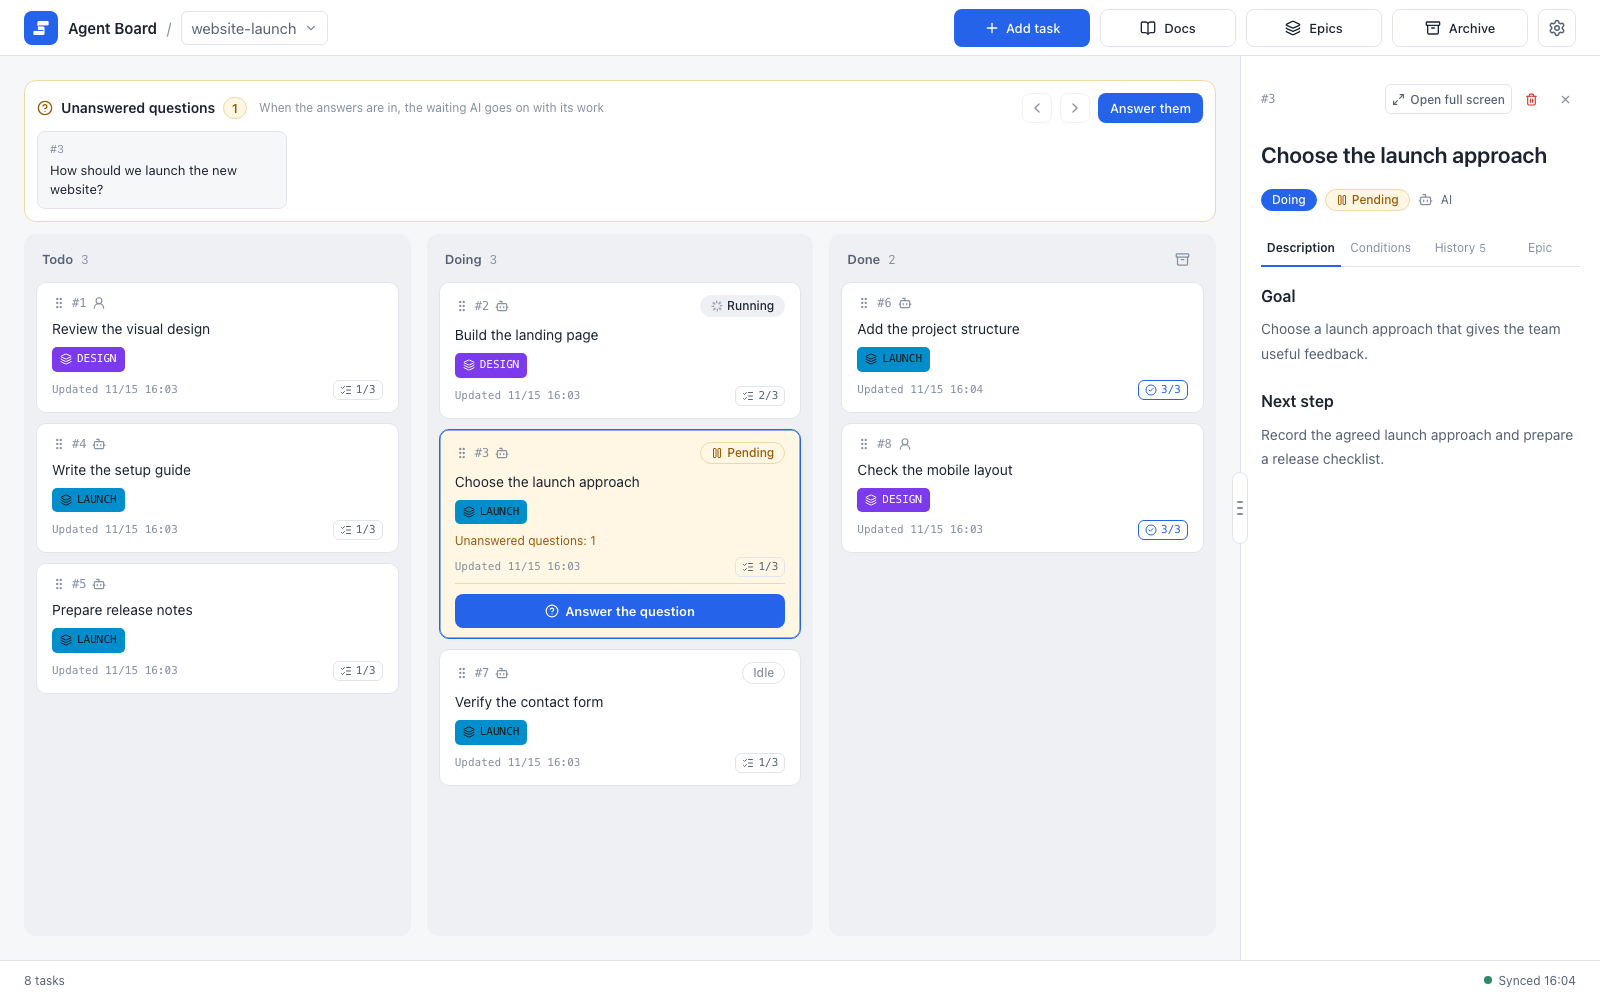 Agent Board / website-launch
Add task
Docs
Epics
Archive
Unanswered questions 1 When the answers are in, the waiting AI goes on with its work
Answer them
#3
How should we launch the new
website?
Todo 3
#1
Review the visual design
DESIGN
Updated 11/15 16:03 1/3
#4
Write the setup guide
LAUNCH
Updated 11/15 16:03 1/3
#5
Prepare release notes
LAUNCH
Updated 11/15 16:03 1/3
Doing 3
#2 Running
Build the landing page
DESIGN
Updated 11/15 16:03 2/3
#3 Pending
Choose the launch approach
LAUNCH
Unanswered questions: 1
Updated 11/15 16:03 1/3
Answer the question
#7 Idle
Verify the contact form
LAUNCH
Updated 11/15 16:03 1/3
Done 2
#6
Add the project structure
LAUNCH
Updated 11/15 16:04 3/3
#8
Check the mobile layout
DESIGN
Updated 11/15 16:03 3/3
#3 Open full screen
Choose the launch approach
Doing Pending AI
Description Conditions History 5 Epic
Goal
Choose a launch approach that gives the team
useful feedback.
Next step
Record the agreed launch approach and prepare
a release checklist.
8 tasks
Synced 16:04